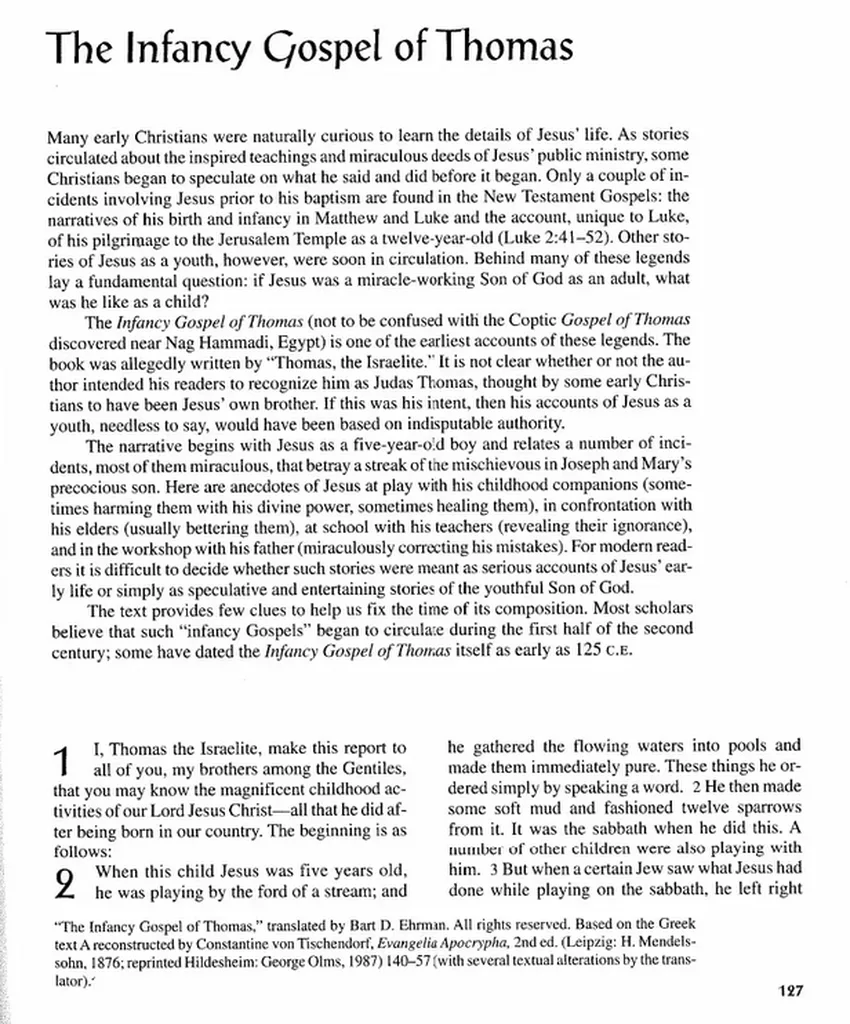 The Infancy Gospel of Thomas
Many early Christians were naturally curious to learn the details of Jesus' life. As stories
circulated about the inspired teachings and miraculous deeds of Jesus' public ministry, some
Christians began to speculate on what he said and did before it began. Only a couple of in-
cidents involving Jesus prior to his baptism are found in the New Testament Gospels: the
narratives of his birth and infancy in Matthew and Luke and the account, unique to Luke,
of his pilgrimage to the Jerusalem Temple as a twelve-year-old (Luke 2:41–52). Other sto-
ries of Jesus as a youth, however, were soon in circulation. Behind many of these legends
lay a fundamental question: if Jesus was a miracle-working Son of God as an adult, what
was he like as a child?
The Infancy Gospel of Thomas (not to be confused with the Coptic Gospel of Thomas
discovered near Nag Hammadi, Egypt) is one of the earliest accounts of these legends. The
book was allegedly written by "Thomas, the Israelite." It is not clear whether or not the au-
thor intended his readers to recognize him as Judas Thomas, thought by some early Chris-
tians to have been Jesus' own brother. If this was his intent, then his accounts of Jesus as a
youth, needless to say, would have been based on indisputable authority.
The narrative begins with Jesus as a five-year-old boy and relates a number of inci-
dents, most of them miraculous, that betray a streak of the mischievous in Joseph and Mary's
precocious son. Here are anecdotes of Jesus at play with his childhood companions (some-
times harming them with his divine power, sometimes healing them), in confrontation with
his elders (usually bettering them), at school with his teachers (revealing their ignorance),
and in the workshop with his father (miraculously correcting his mistakes). For modern read-
ers it is difficult to decide whether such stories were meant as serious accounts of Jesus' ear-
ly life or simply as speculative and entertaining stories of the youthful Son of God.
The text provides few clues to help us fix the time of its composition. Most scholars
believe that such "infancy Gospels" began to circulate during the first half of the second
century; some have dated the Infancy Gospel of Thomas itself as early as 125 C.E.
1 I, Thomas the Israelite, make this report to
all of you, my brothers among the Gentiles,
that you may know the magnificent childhood ac-
tivities of our Lord Jesus Christ—all that he did af-
ter being born in our country. The beginning is as
follows:
2 When this child Jesus was five years old,
he was playing by the ford of a stream; and
he gathered the flowing waters into pools and
made them immediately pure. These things he or-
dered simply by speaking a word. 2 He then made
some soft mud and fashioned twelve sparrows
from it. It was the sabbath when he did this. A
number of other children were also playing with
him. 3 But when a certain Jew saw what Jesus had
done while playing on the sabbath, he left right
"The Infancy Gospel of Thomas," translated by Bart D. Ehrman. All rights reserved. Based on the Greek
text A reconstructed by Constantine von Tischendorf, Evangelia Apocrypha, 2nd ed. (Leipzig: H. Mendels-
sohn, 1876; reprinted Hildesheim: George Olms, 1987) 140–57 (with several textual alterations by the trans-
lator).
127